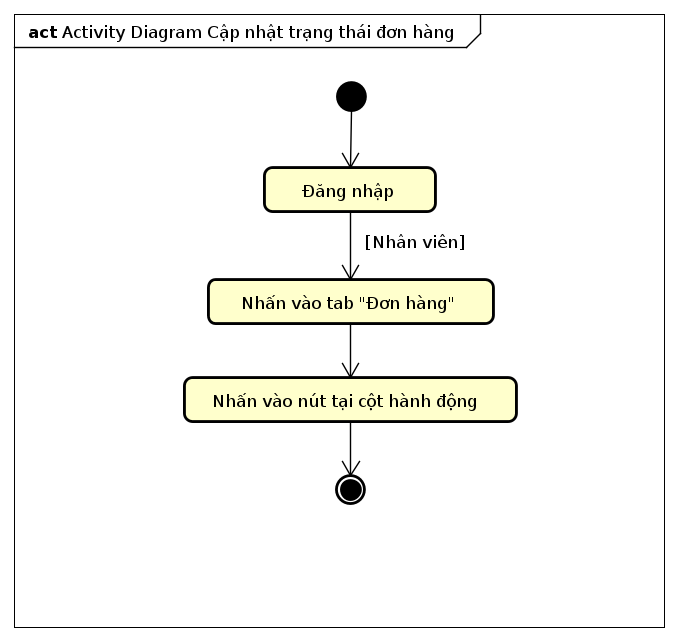 act Activity Diagram Cập nhật trạng thái đơn hàng
Đăng nhập
[Nhân viên]
Nhấn vào tab "Đơn hàng"
Nhấn vào nút tại cột hành động